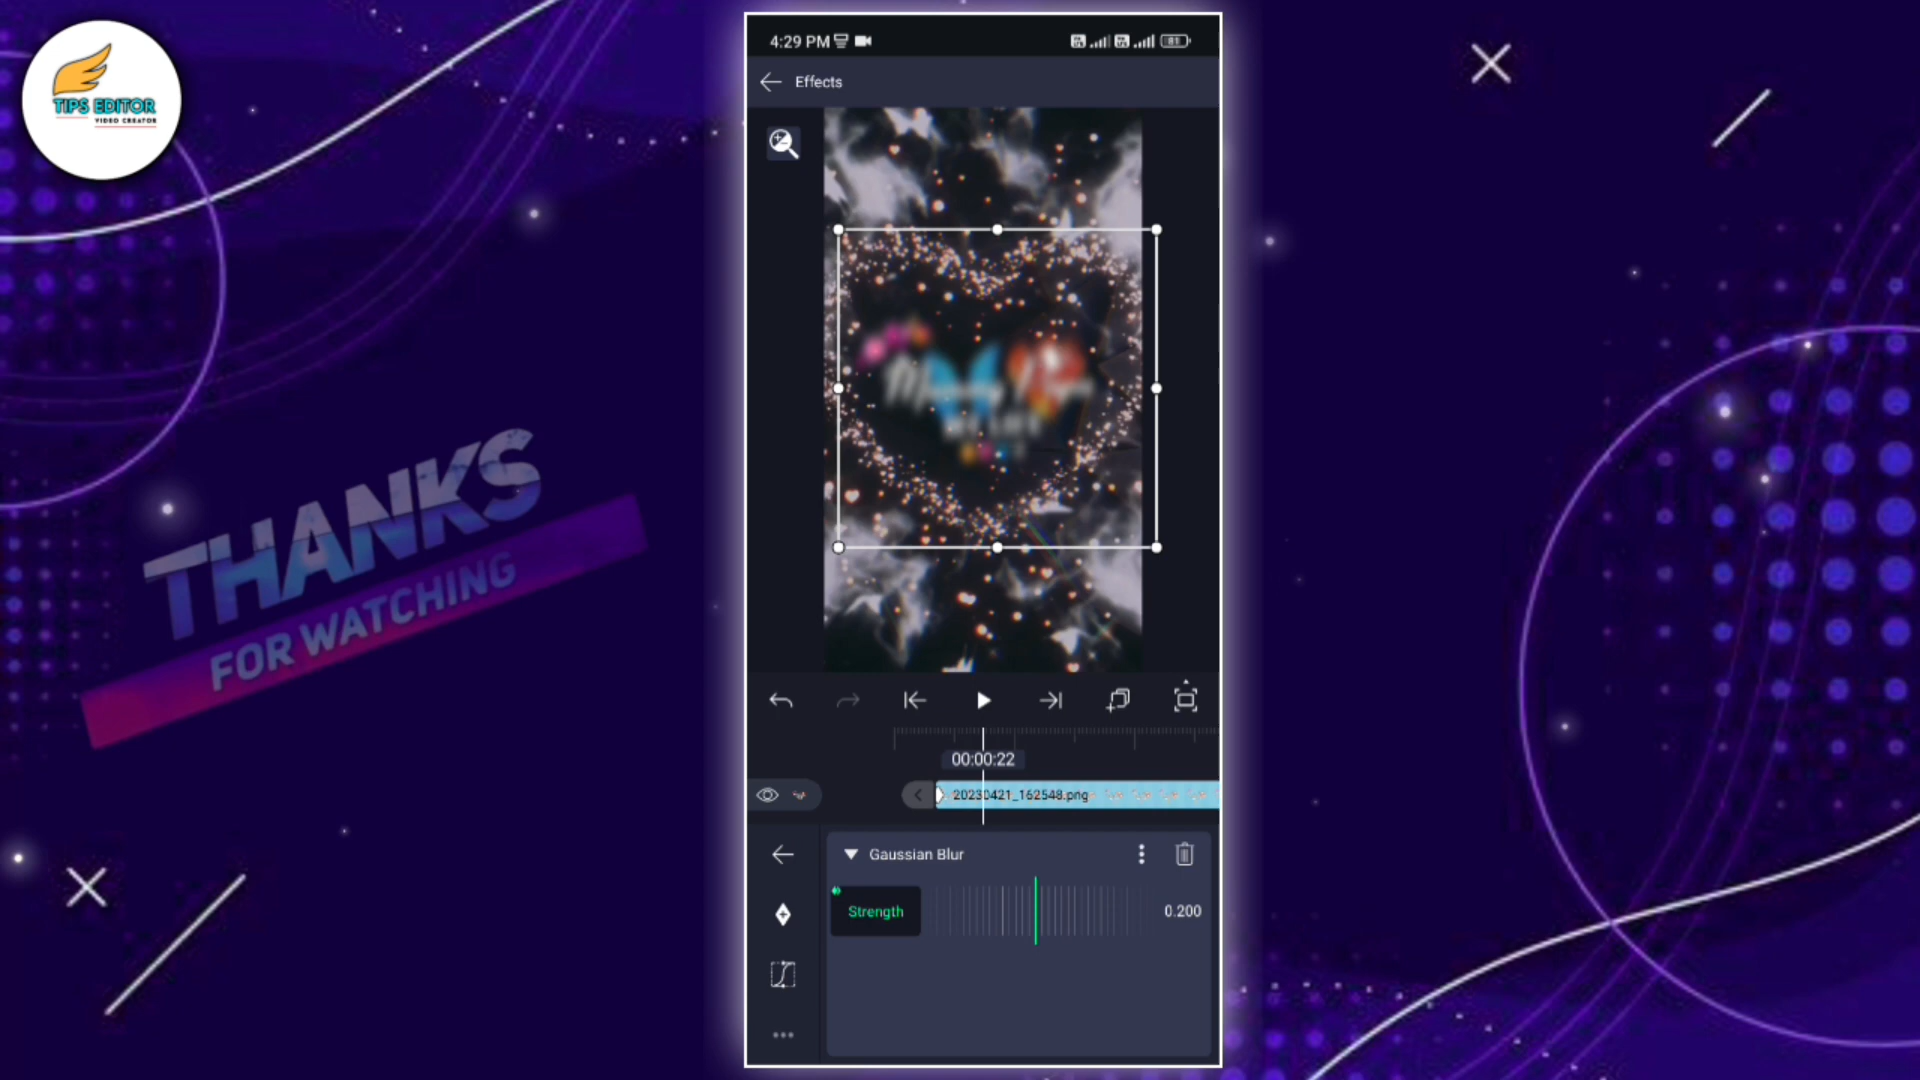 TIPS EDITOR
VIDEO CREATOR
4:29 PM
81
Effects
THANKS
FOR WATCHING
00:00:22
20230421_162548.png
Gaussian Blur
Strength
0.200